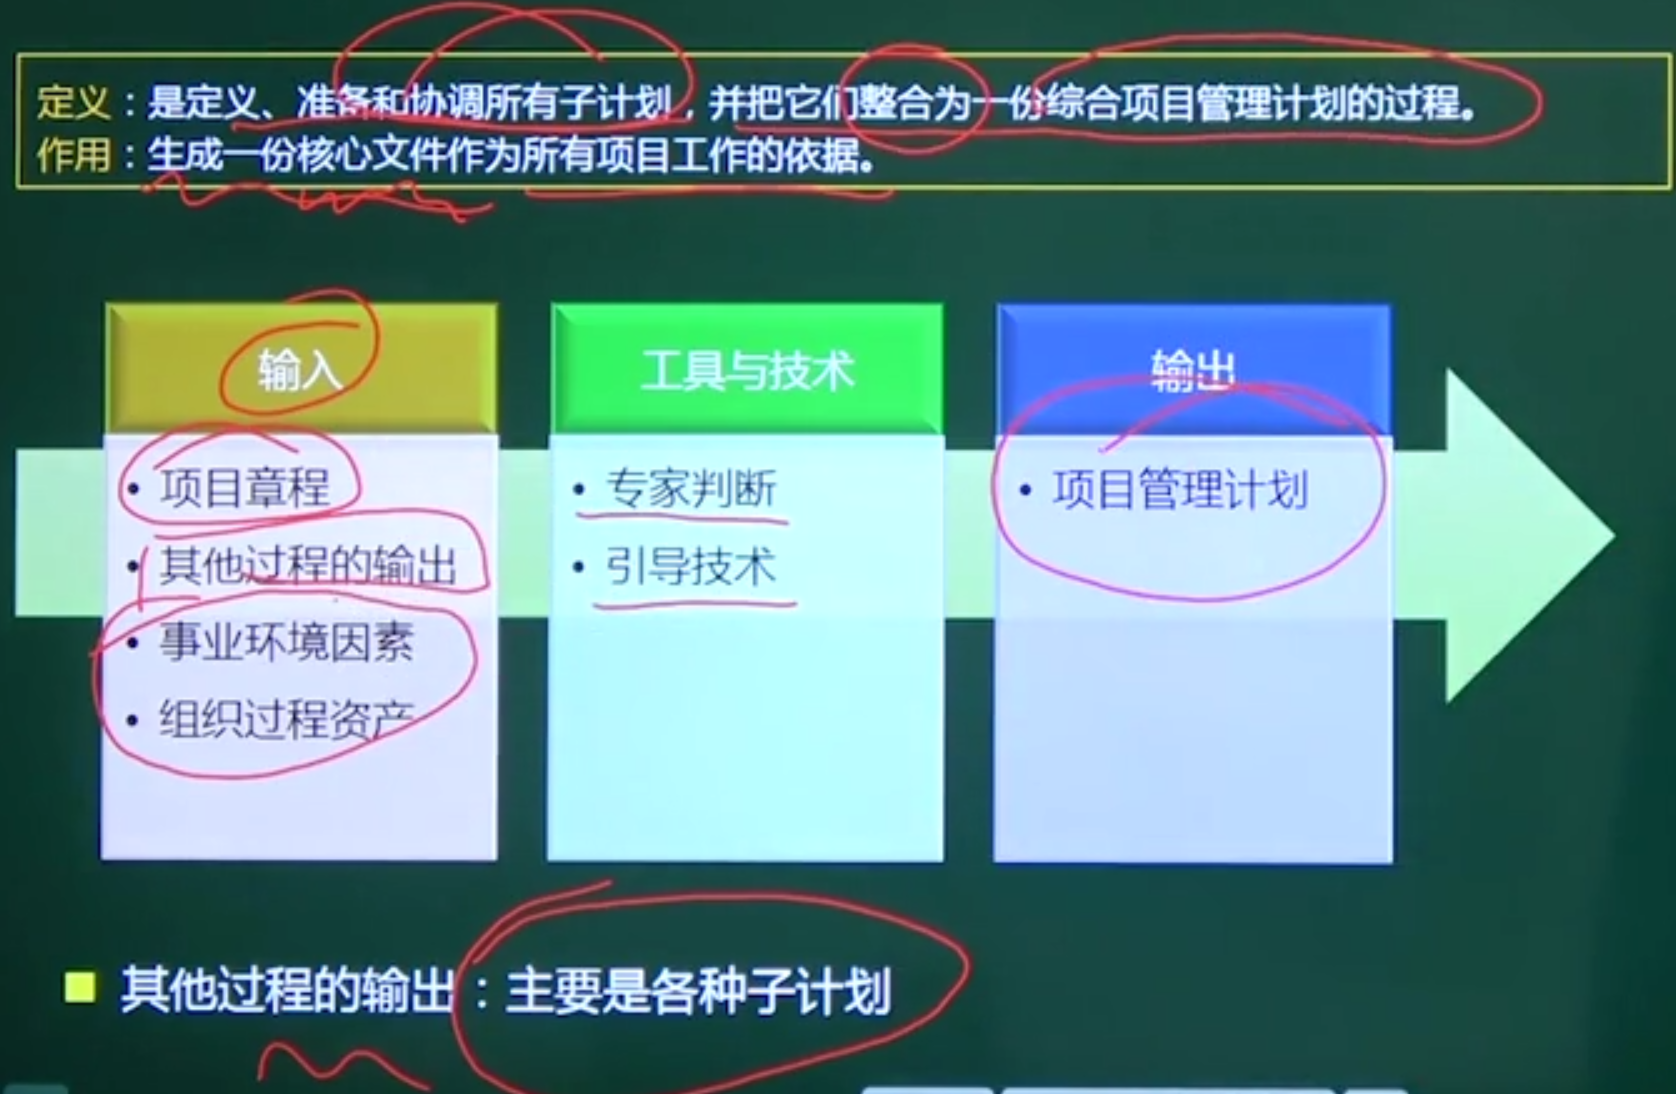 定义：是定义、准备和协调所有子计划，并把它们整合为一份综合项目管理计划的过程。
作用：生成一份核心文件作为所有项目工作的依据。
输入
• 项目章程
• 其他过程的输出
• 事业环境因素
• 组织过程资产
工具与技术
• 专家判断
• 引导技术
输出
• 项目管理计划
其他过程的输出：主要是各种子计划